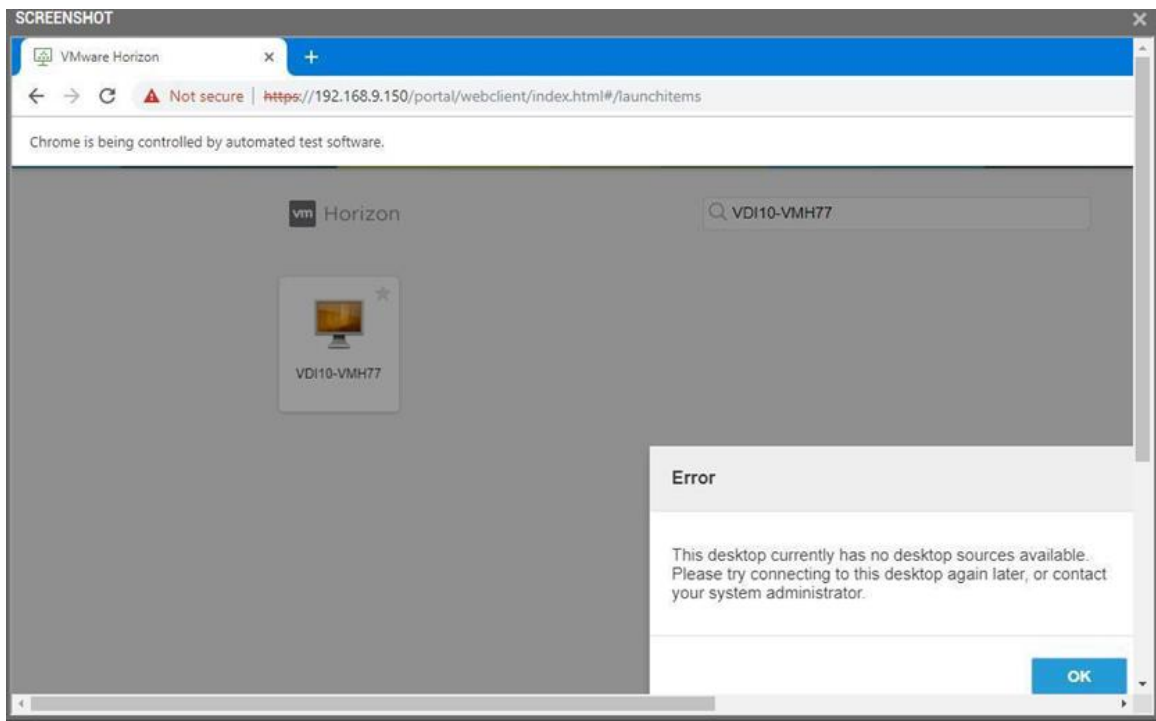 SCREENSHOT
VMware Horizon
Not secure | https://192.168.9.150/portal/webclient/index.html#/launchitems
Chrome is being controlled by automated test software.
vm Horizon
VDI10-VMH77
VDI10-VMH77
Error
This desktop currently has no desktop sources available.
Please try connecting to this desktop again later, or contact
your system administrator.
OK